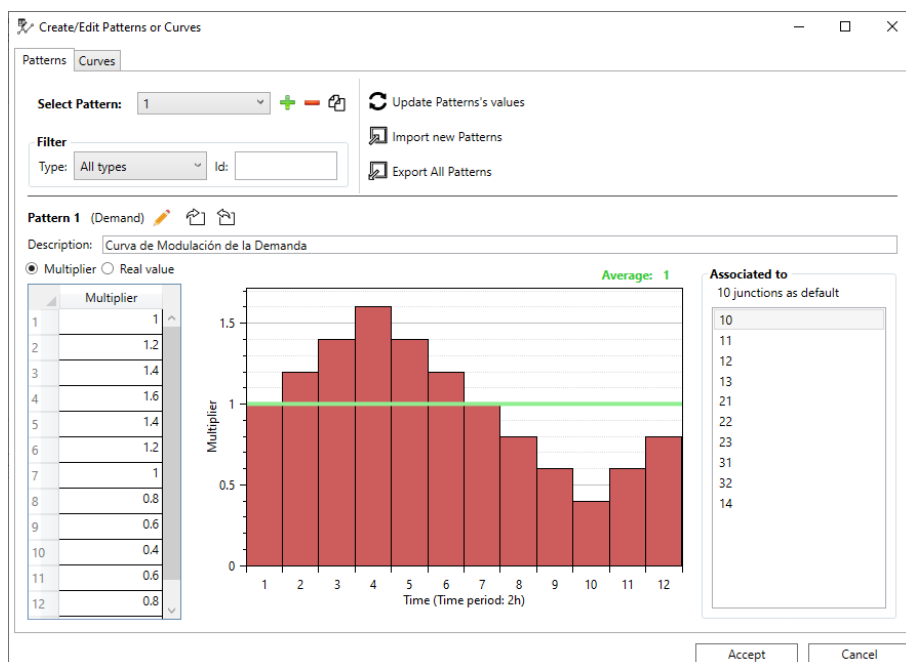 Create/Edit Patterns or Curves
Patterns Curves
Select Pattern: 1
Filter
Type: All types Id:
Update Patterns's values
Import new Patterns
Export All Patterns
Pattern 1 (Demand)
Description: Curva de Modulación de la Demanda
Multiplier Real value
Multiplier
1 1
2 1.2
3 1.4
4 1.6
5 1.4
6 1.2
7 1
8 0.8
9 0.6
10 0.4
11 0.6
12 0.8
Average: 1
Multiplier
1.5
1
0.5
0
1 2 3 4 5 6 7 8 9 10 11 12
Time (Time period: 2h)
Associated to
10 junctions as default
10
11
12
13
21
22
23
31
32
14
Accept Cancel